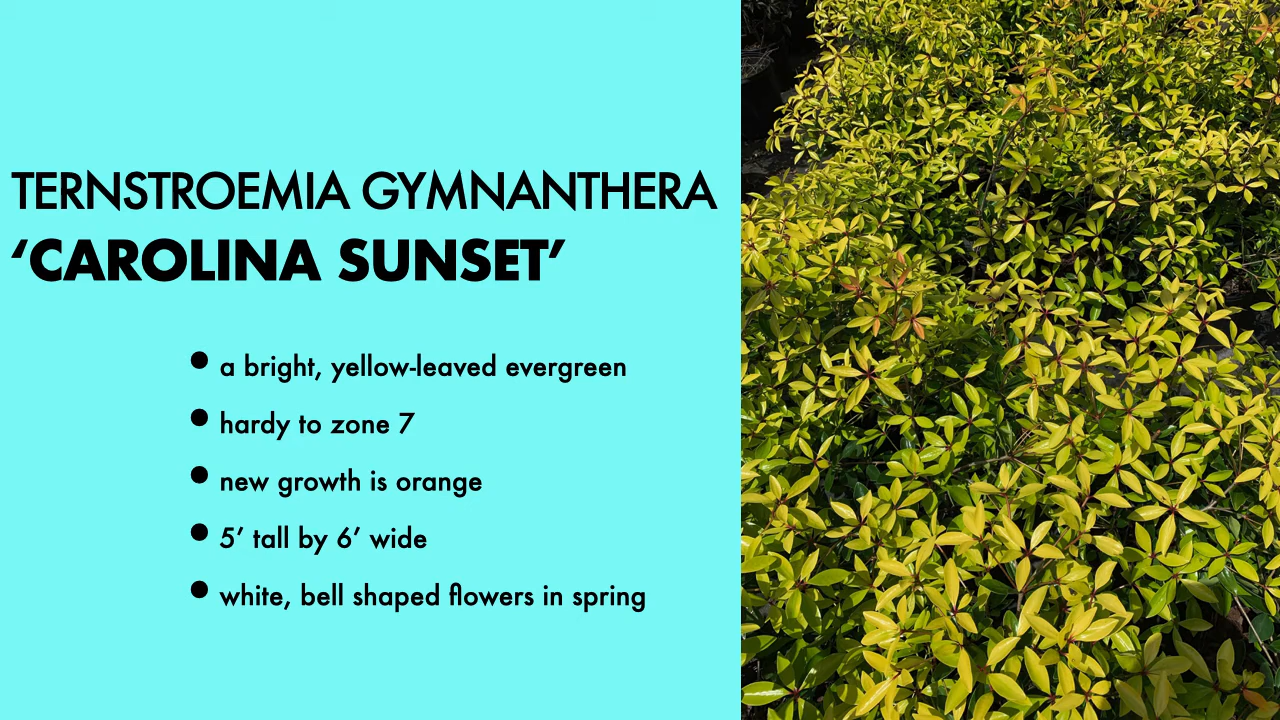 TERNSTROEMIA GYMNANTHERA
‘CAROLINA SUNSET’
• a bright, yellow-leaved evergreen
• hardy to zone 7
• new growth is orange
• 5’ tall by 6’ wide
• white, bell shaped flowers in spring